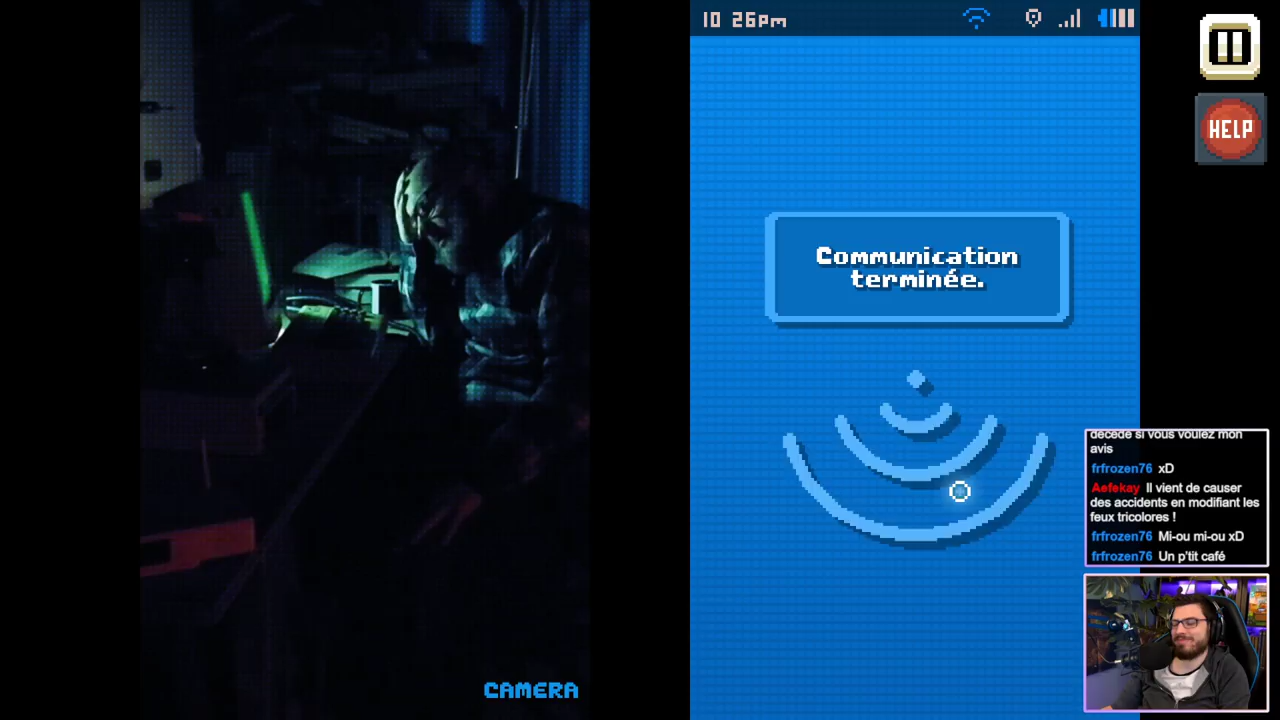 10 26pm
HELP
Communication
terminée.
décédé si vous voulez mon
avis
frfrozen76 xD
Aefekay Il vient de causer
des accidents en modifiant les
feux tricolores !
frfrozen76 Mi-ou mi-ou xD
frfrozen76 Un p'tit café
CAMERA